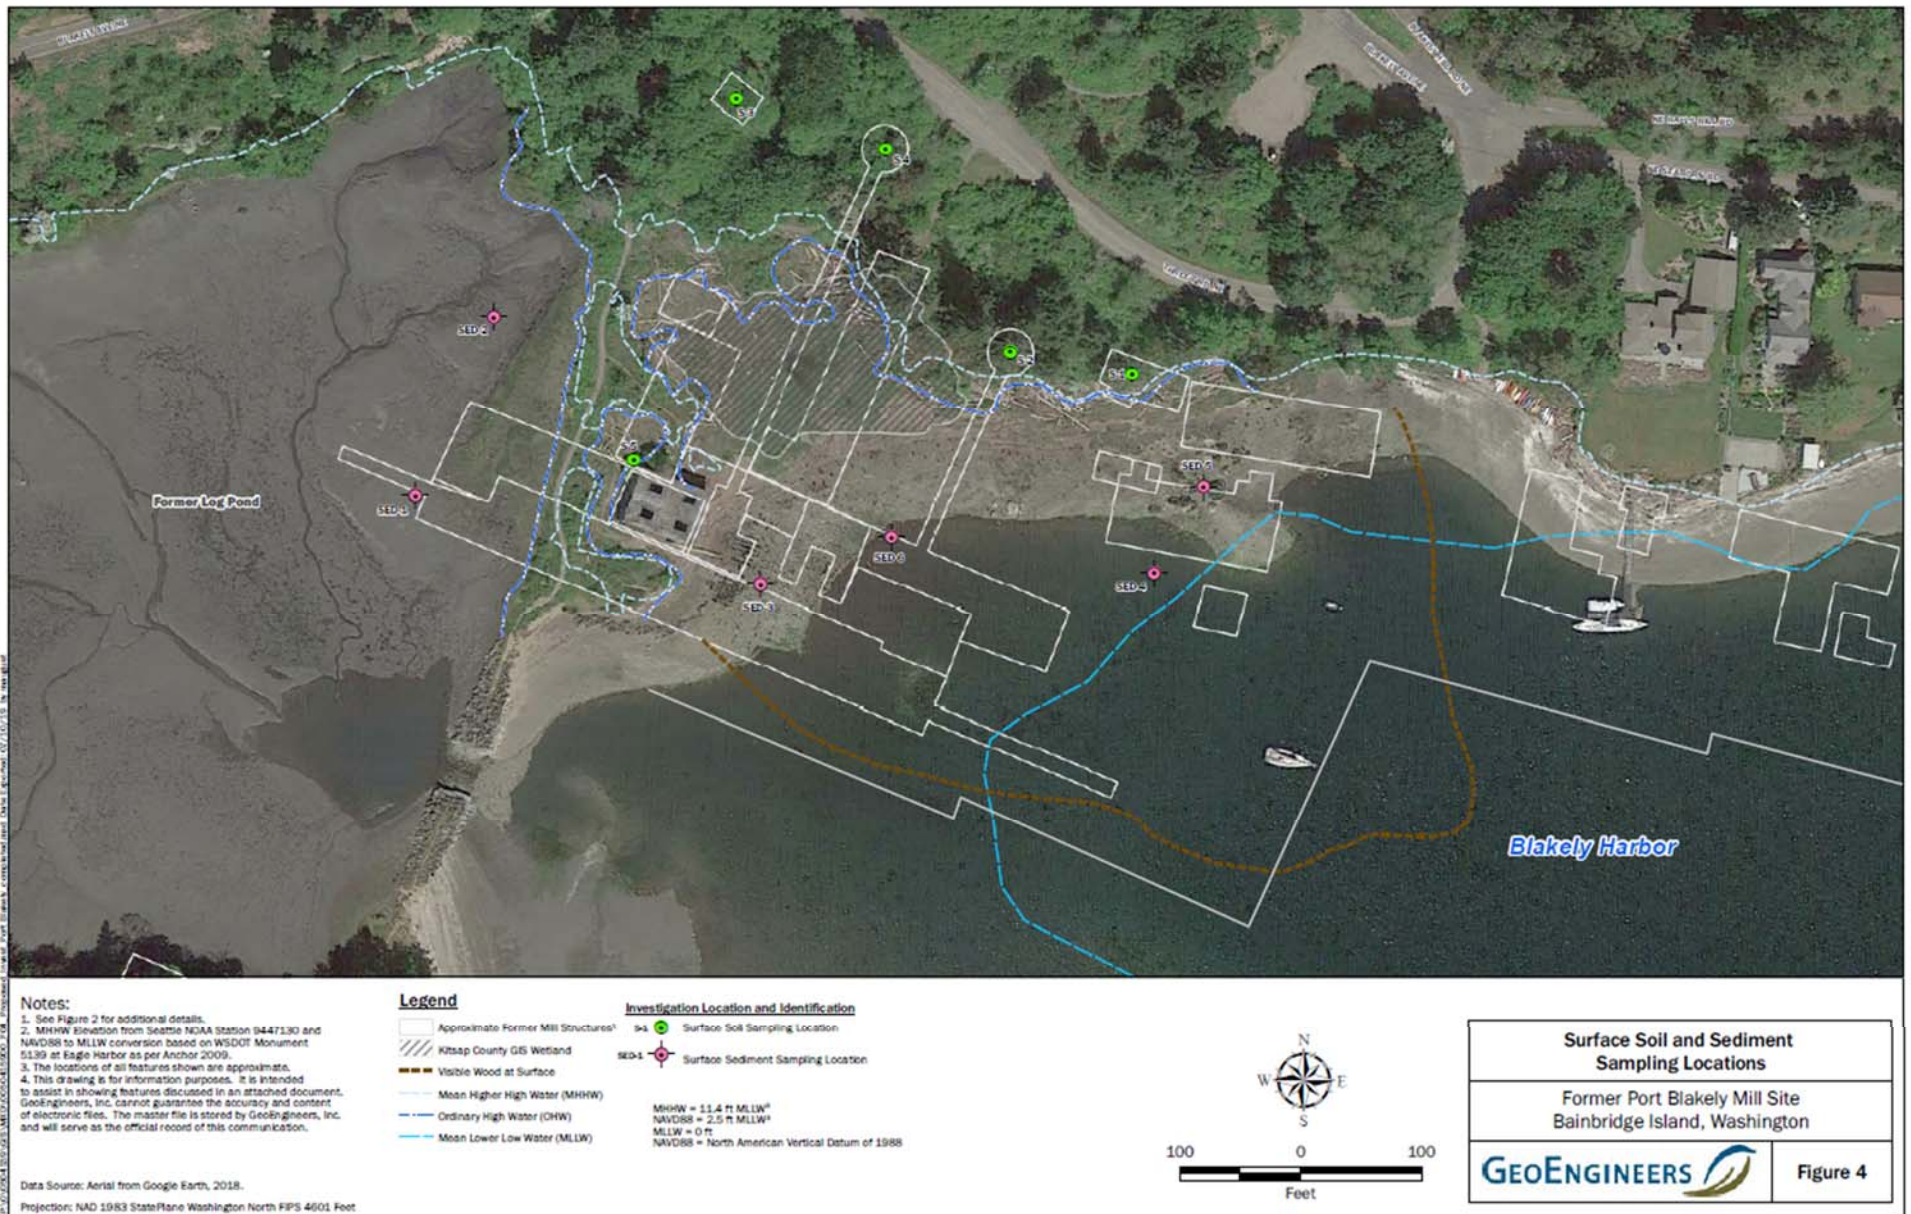 S-3
S-4
SED-2
S-2
S-1
S-5
SED-5
SED-1
Former Log Pond
SED-6
SED-4
SED-3
Blakely Harbor
Notes:
1. See Figure 2 for additional details.
2. MHHW Elevation from Seattle NOAA Station 9447130 and
NAVD88 to MLLW conversion based on WSDOT Monument
5139 at Eagle Harbor as per Anchor 2009.
3. The locations of all features shown are approximate.
4. This drawing is for information purposes. It is intended
to assist in showing features discussed in an attached document.
GeoEngineers, Inc. cannot guarantee the accuracy and content
of electronic files. The master file is stored by GeoEngineers, Inc.
and will serve as the official record of this communication.
Data Source: Aerial from Google Earth, 2018.
Projection: NAD 1983 StatePlane Washington North FIPS 4601 Feet
Legend
Approximate Former Mill Structures¹
Kitsap County GIS Wetland
Visible Wood at Surface
Mean Higher High Water (MHHW)
Ordinary High Water (OHW)
Mean Lower Low Water (MLLW)
Investigation Location and Identification
S-1 Surface Soil Sampling Location
SED-1 Surface Sediment Sampling Location
MHHW = 11.4 ft MLLW²
NAVD88 = 2.5 ft MLLW²
MLLW = 0 ft
NAVD88 = North American Vertical Datum of 1988
N
W E
S
100 0 100
Feet
Surface Soil and Sediment
Sampling Locations
Former Port Blakely Mill Site
Bainbridge Island, Washington
GEOENGINEERS
Figure 4